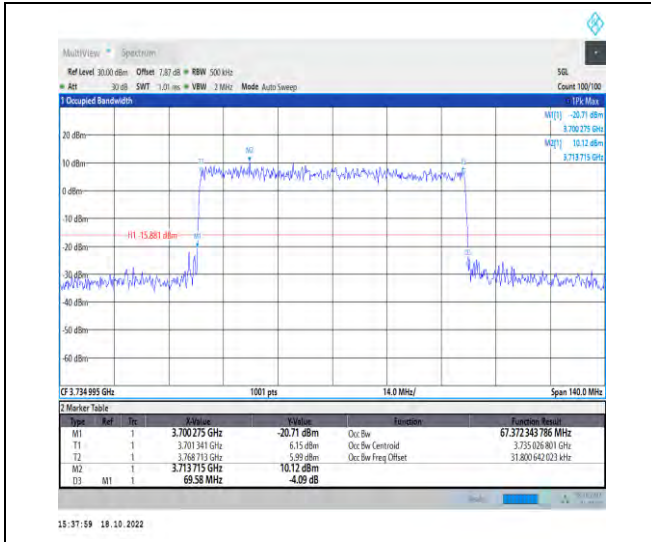 MultiView Spectrum
Ref Level 30.00 dBm Offset 7.87 dB RBW 500 kHz SGL
Att 30 dB SWT 1.01 ms VBW 2 MHz Mode Auto Sweep Count 100/100
1 Occupied Bandwidth 1Pk Max
M1[1] -20.71 dBm
3.700 275 GHz
M2[1] 10.12 dBm
3.713 715 GHz
20 dBm
M2
10 dBm
0 dBm
-10 dBm
H1 -15.881 dBm
M1
-20 dBm
-30 dBm
-40 dBm
-50 dBm
-60 dBm
CF 3.734 995 GHz 1001 pts 14.0 MHz/ Span 140.0 MHz
2 Marker Table
Type Ref Trc X-Value Y-Value Function Function Result
M1 1 3.700 275 GHz -20.71 dBm Occ Bw 67.372 343 786 MHz
T1 1 3.701 341 GHz 6.15 dBm Occ Bw Centroid 3.735 026 801 GHz
T2 1 3.768 713 GHz 5.99 dBm Occ Bw Freq Offset 31.800 642 023 kHz
M2 1 3.713 715 GHz 10.12 dBm
D3 M1 1 69.58 MHz -4.09 dB
15:37:59 18.10.2022